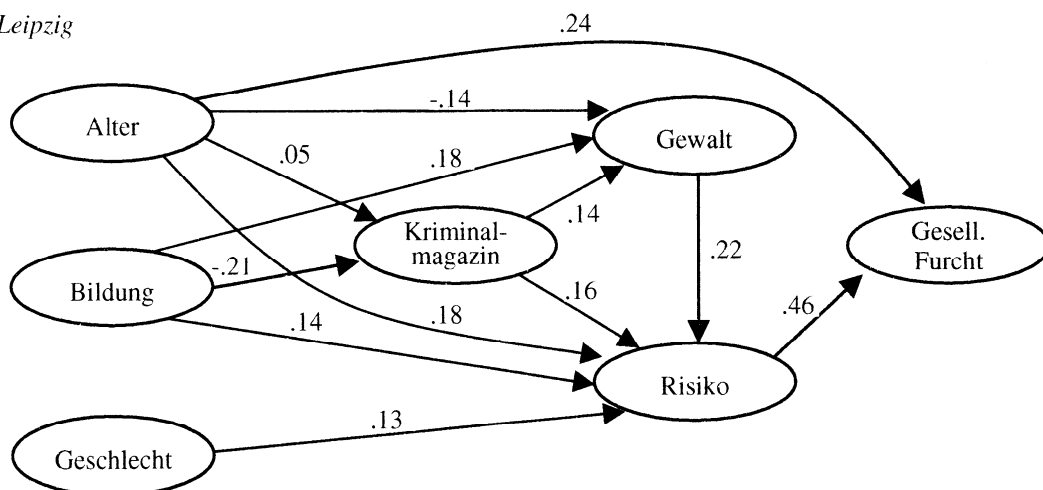 Leipzig
.24
Alter
-.14
Gewalt
.05
.18
.14
Kriminal-
magazin
Gesell.
Furcht
.22
-.21
Bildung
.16
.14
.18
.46
Risiko
.13
Geschlecht